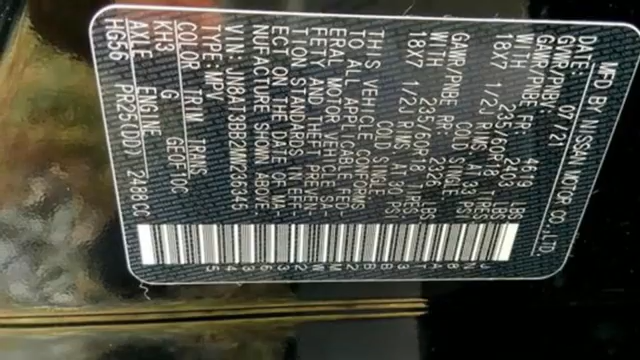 MFD BY NISSAN MOTOR CO.,LTD.
DATE: 07/21
GVWR/PNBV: 4619 LBS
GAWR/PNBE FR. 2403 LBS
WITH 235/60R18 TIRES
18X7 1/2J RIMS AT 33 PSI
COLD SINGLE
GAWR/PNBE RR. 2326 LBS
WITH 235/60R18 TIRES
18X7 1/2J RIMS AT 30 PSI
COLD SINGLE
THIS VEHICLE CONFORMS
TO ALL APPLICABLE FED-
ERAL MOTOR VEHICLE SA-
FETY AND THEFT PREVEN-
TION STANDARDS IN EFF-
ECT ON THE DATE OF MA-
NUFACTURE SHOWN ABOVE.
VIN: JN8AT3BB2MW236345
TYPE: MPV
COLOR TRIM TRANS
KH3 G GE0F10C
AXLE ENGINE
HG56 PR25(DD) 2488CC
JN8AT3BB2MW236345